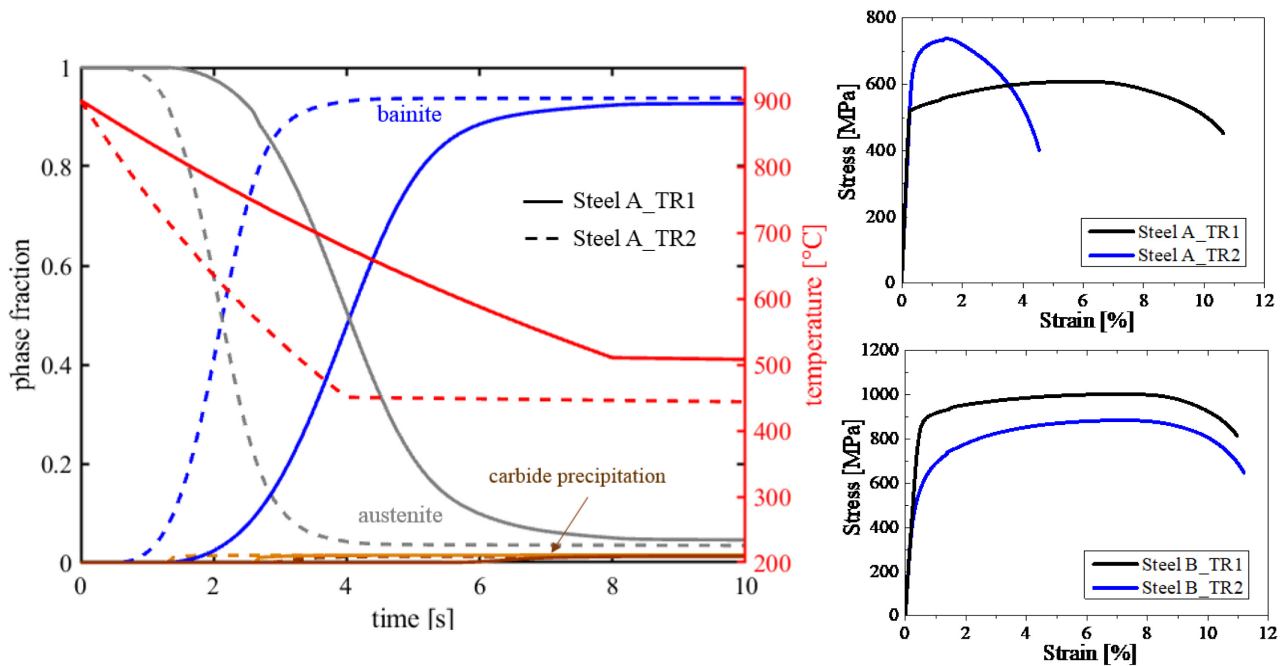 1
0.8
0.6
0.4
0.2
0
phase fraction
0 2 4 6 8 10
time [s]
900
800
700
600
500
400
300
200
temperature [°C]
bainite
Steel A_TR1
Steel A_TR2
carbide precipitation
austenite
800
600
400
200
0
Stress [MPa]
Steel A_TR1
Steel A_TR2
0 2 4 6 8 10 12
Strain [%]
1200
1000
800
600
400
200
0
Stress [MPa]
Steel B_TR1
Steel B_TR2
0 2 4 6 8 10 12
Strain [%]